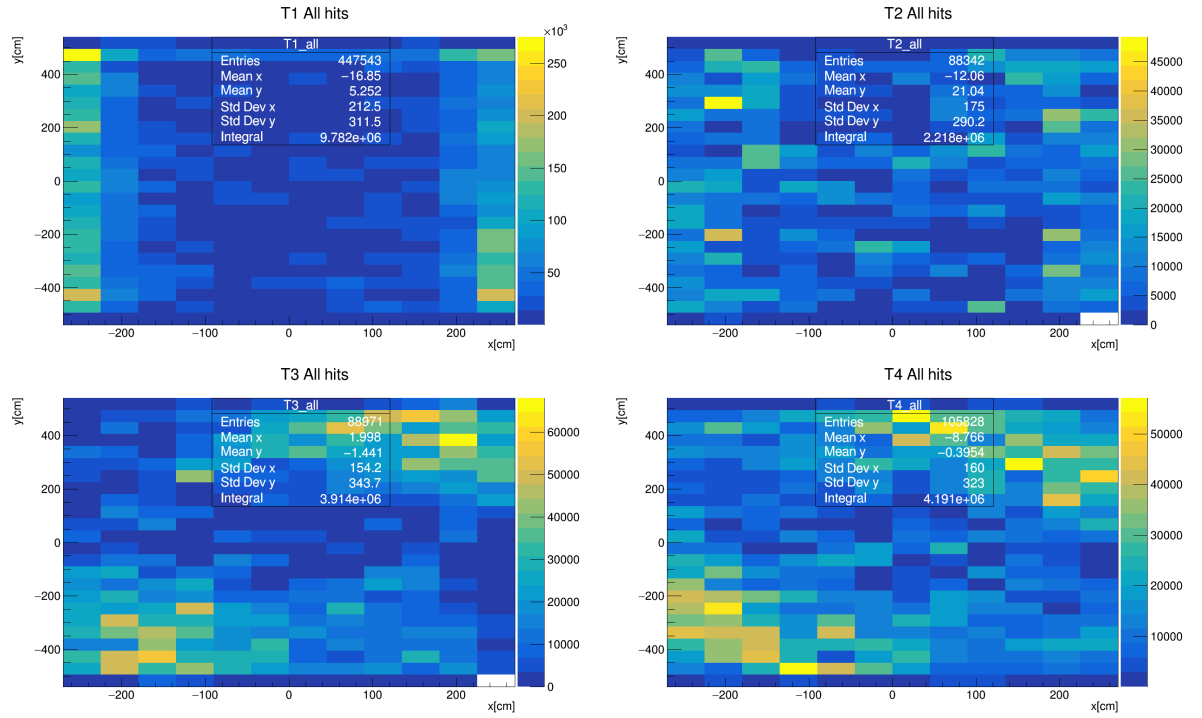 T1 All hits
×10³
y[cm]
T1_all
Entries 447543
Mean x −16.85
Mean y 5.252
Std Dev x 212.5
Std Dev y 311.5
Integral 9.782e+06
400
200
0
−200
−400
−200 −100 0 100 200
x[cm]
250
200
150
100
50
T2 All hits
y[cm]
T2_all
Entries 88342
Mean x −12.06
Mean y 21.04
Std Dev x 175
Std Dev y 290.2
Integral 2.218e+06
400
200
0
−200
−400
−200 −100 0 100 200
x[cm]
45000
40000
35000
30000
25000
20000
15000
10000
5000
0
T3 All hits
y[cm]
T3_all
Entries 88971
Mean x 1.998
Mean y −1.441
Std Dev x 154.2
Std Dev y 343.7
Integral 3.914e+06
400
200
0
−200
−400
−200 −100 0 100 200
x[cm]
60000
50000
40000
30000
20000
10000
0
T4 All hits
y[cm]
T4_all
Entries 105828
Mean x −8.766
Mean y −0.3954
Std Dev x 160
Std Dev y 323
Integral 4.191e+06
400
200
0
−200
−400
−200 −100 0 100 200
x[cm]
50000
40000
30000
20000
10000